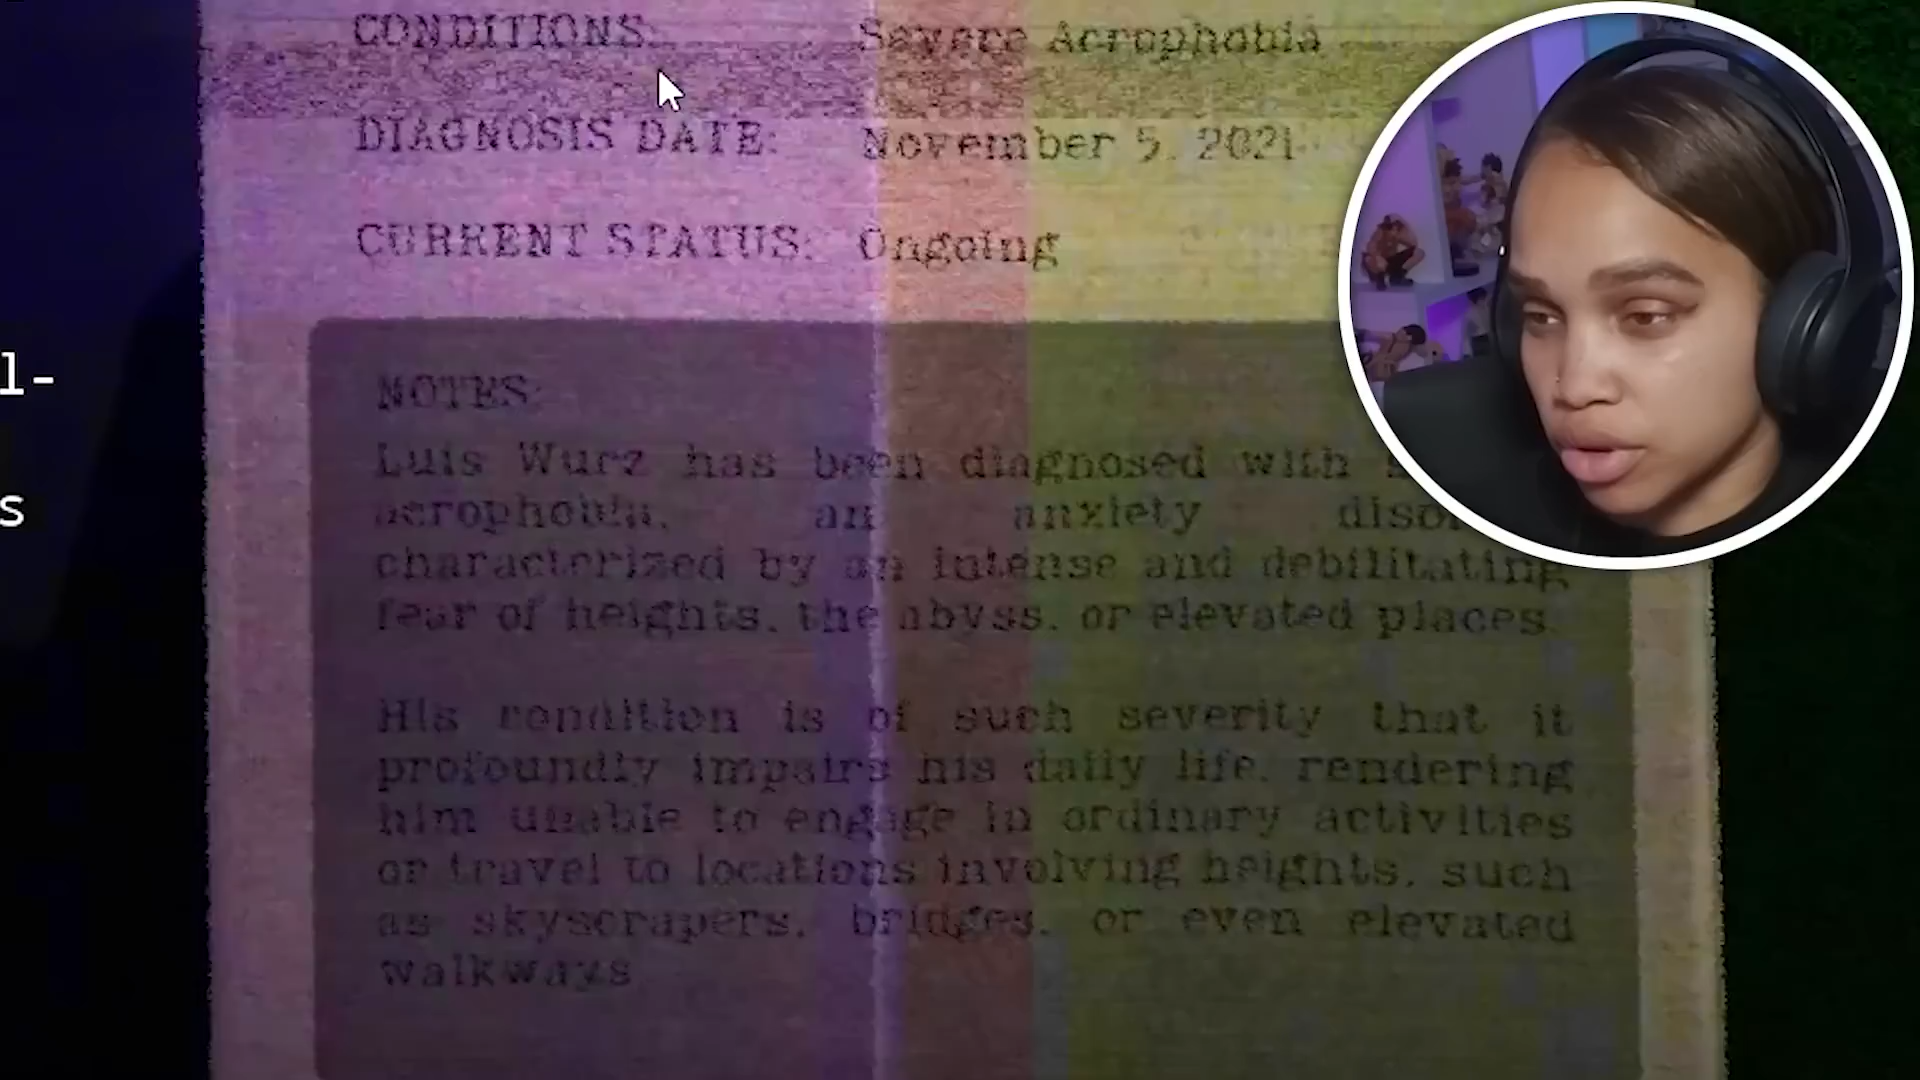 CONDITIONS: Severe Acrophobia
DIAGNOSIS DATE: November 5, 2021
CURRENT STATUS: Ongoing
l-
s
NOTES:
Luis Wurz has been diagnosed with
acrophobia, an anxiety
characterized by an intense and debilitating
fear of heights, the abyss, or elevated places.
His condition is of such severity that it
profoundly impairs his daily life, rendering
him unable to engage in ordinary activities
or travel to locations involving heights, such
as skyscrapers, bridges, or even elevated
walkways